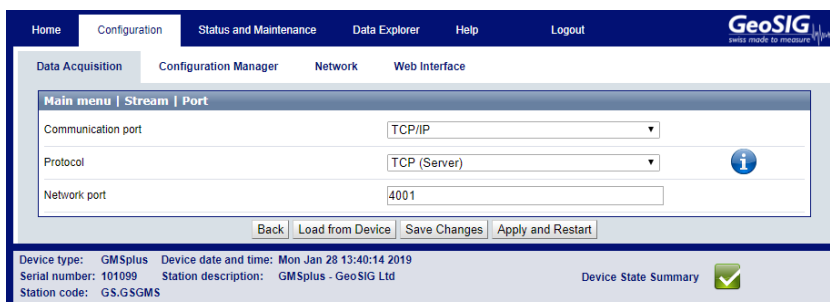 Home Configuration Status and Maintenance Data Explorer Help Logout GeoSIG
swiss made to measure
Data Acquisition Configuration Manager Network Web Interface
Main menu | Stream | Port
Communication port TCP/IP
Protocol TCP (Server)
Network port 4001
Back Load from Device Save Changes Apply and Restart
Device type: GMSplus Device date and time: Mon Jan 28 13:40:14 2019
Serial number: 101099 Station description: GMSplus - GeoSIG Ltd Device State Summary
Station code: GS.GSGMS